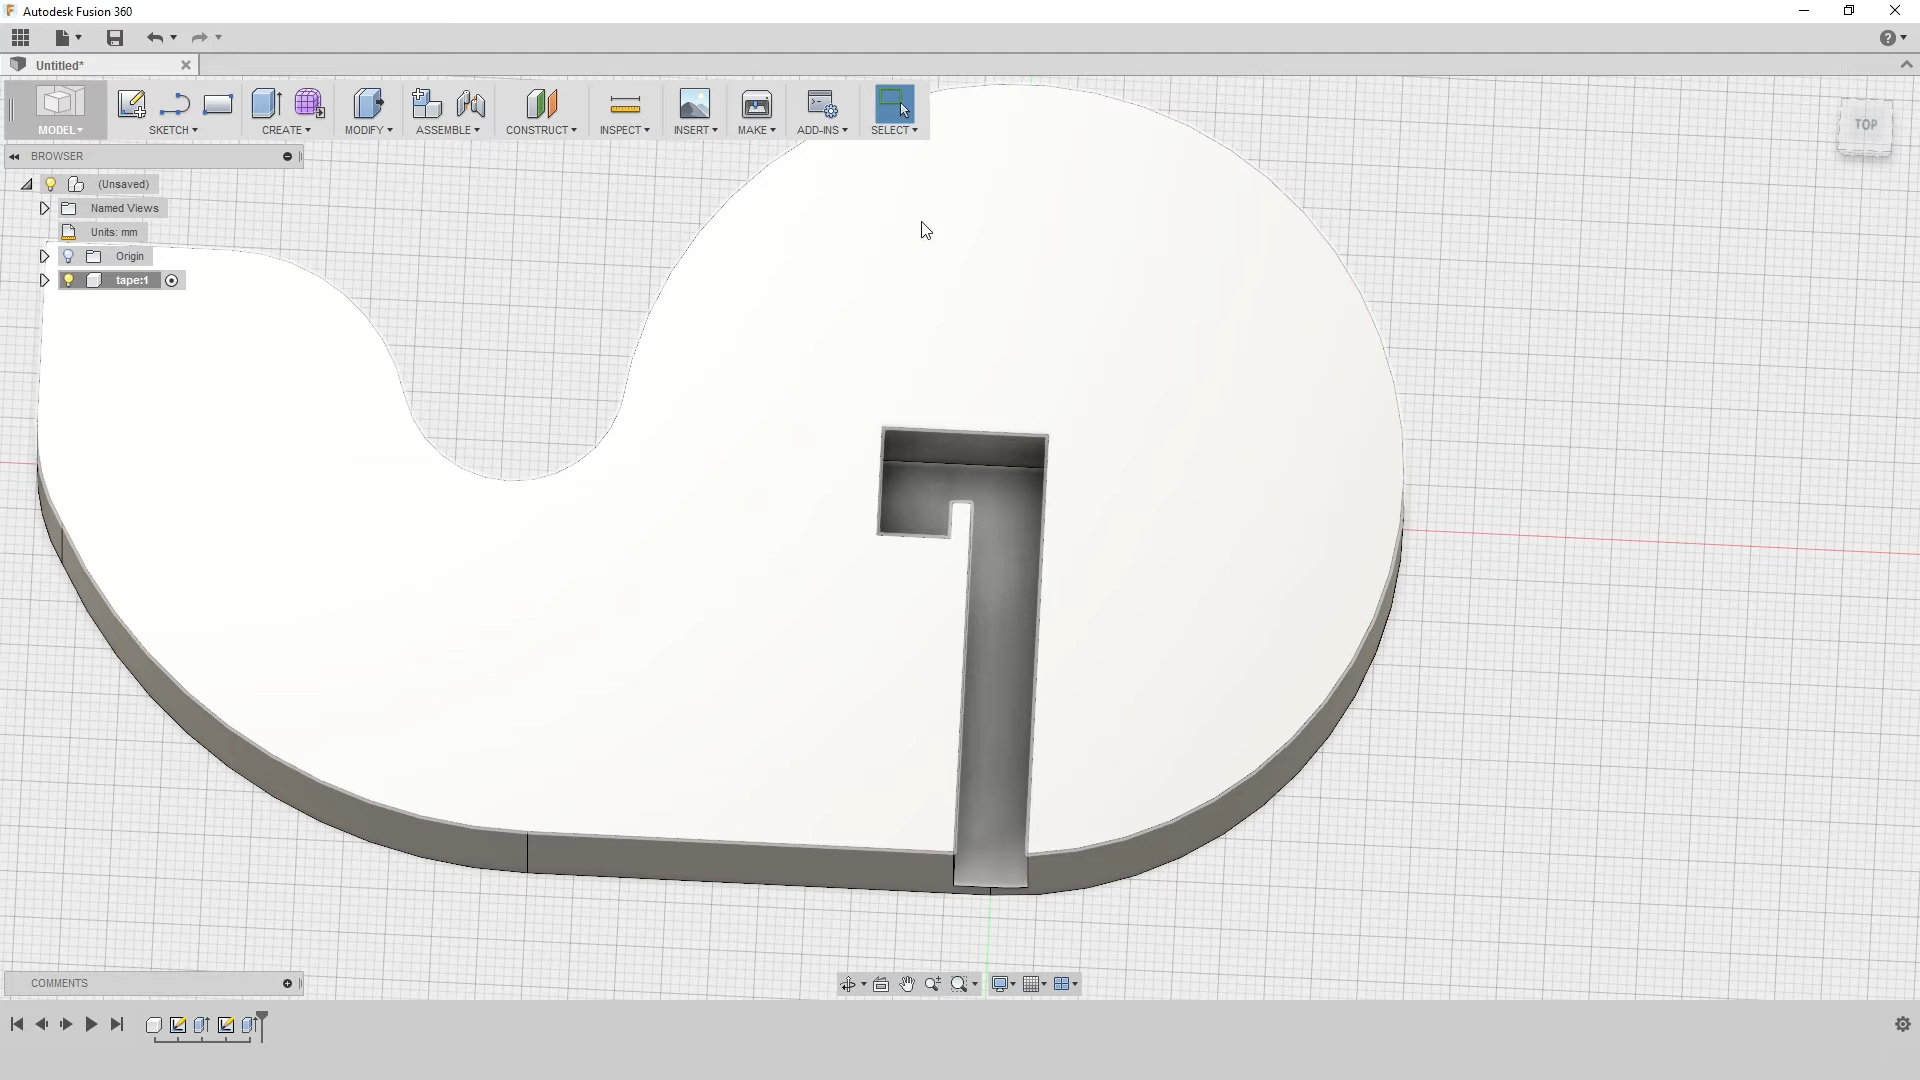 Autodesk Fusion 360
Untitled*
MODEL
SKETCH
CREATE
MODIFY
ASSEMBLE
CONSTRUCT
INSPECT
INSERT
MAKE
ADD-INS
SELECT
TOP
BROWSER
(Unsaved)
Named Views
Units: mm
Origin
tape:1
COMMENTS